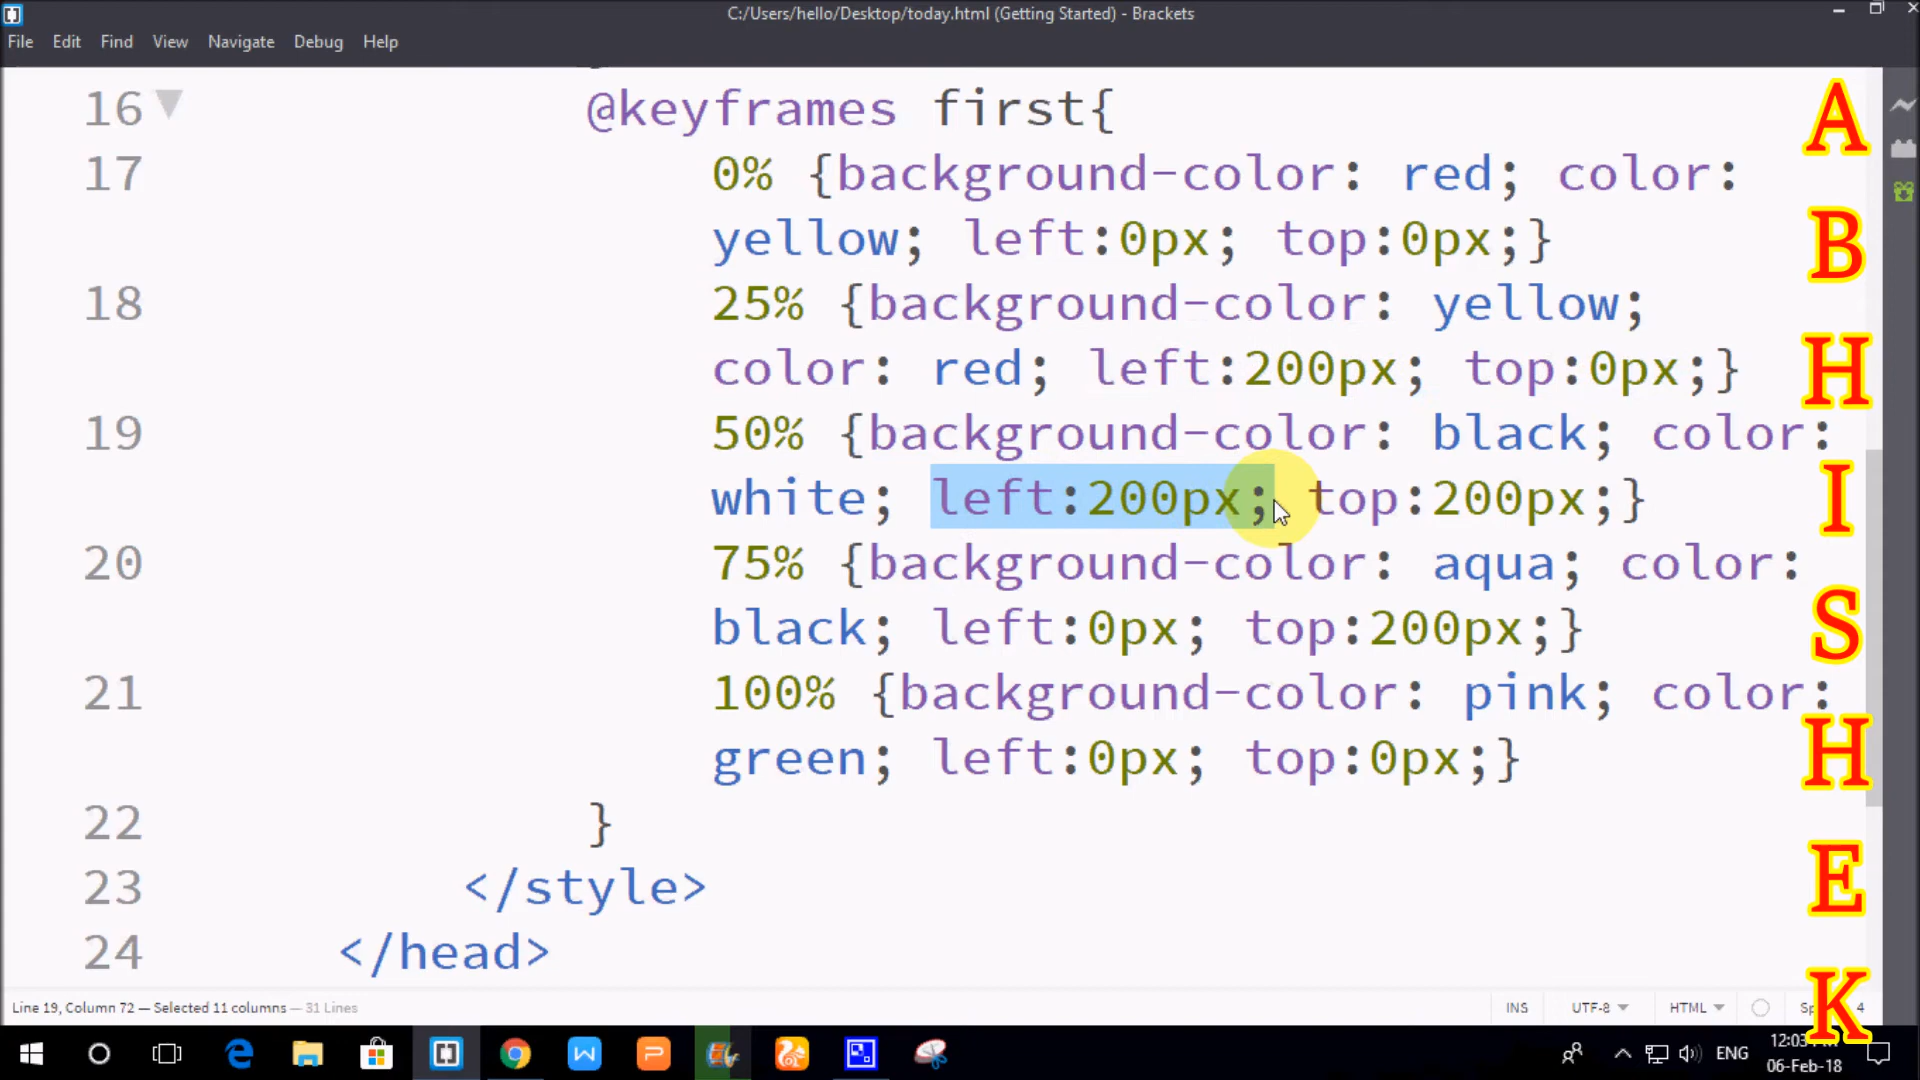 C:/Users/hello/Desktop/today.html (Getting Started) - Brackets
File Edit Find View Navigate Debug Help
16 @keyframes first{
17 0% {background-color: red; color:
yellow; left:0px; top:0px;}
18 25% {background-color: yellow;
color: red; left:200px; top:0px;}
19 50% {background-color: black; color:
white; left:200px; top:200px;}
20 75% {background-color: aqua; color:
black; left:0px; top:200px;}
21 100% {background-color: pink; color:
green; left:0px; top:0px;}
22 }
23 </style>
24 </head>
A
B
H
I
S
H
E
K
Line 19, Column 72 — Selected 11 columns — 31 Lines
INS UTF-8 HTML 4
ENG
12:03
06-Feb-18